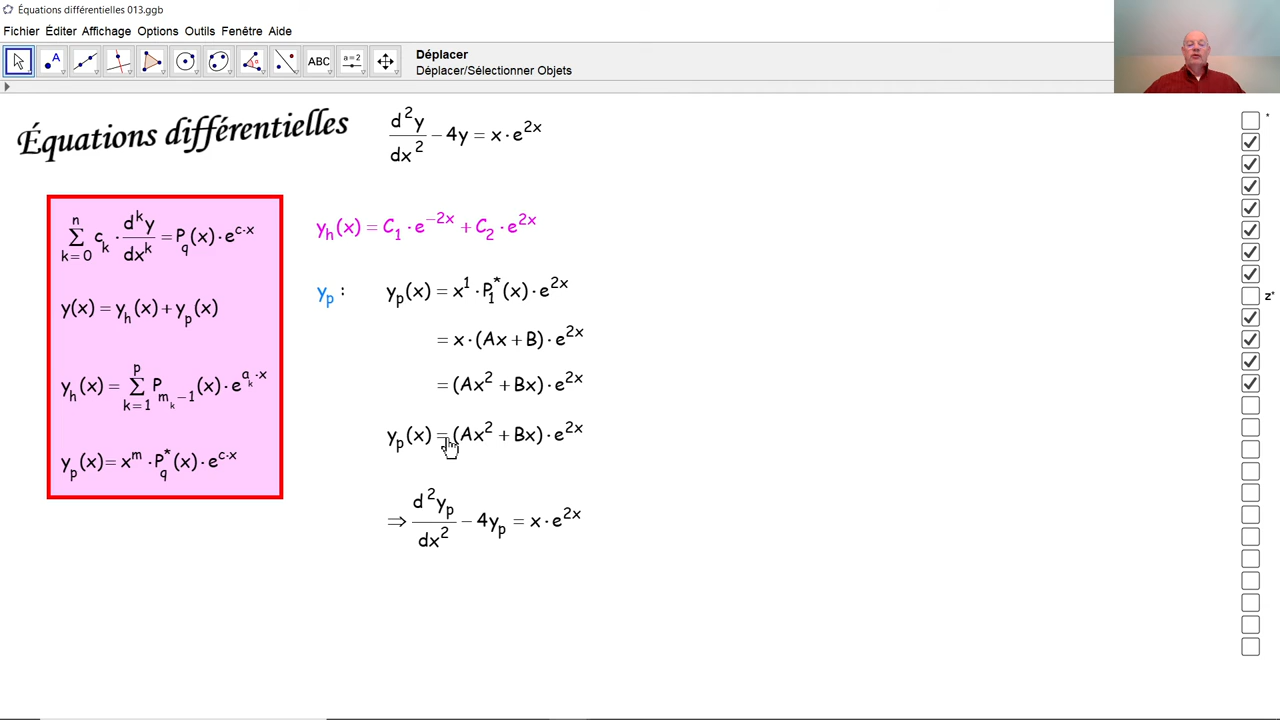 Équations différentielles 013.ggb
Fichier Éditer Affichage Options Outils Fenêtre Aide
A
ABC
a=2
Déplacer
Déplacer/Sélectionner Objets
Équations différentielles
d²y/dx² − 4y = x · e^{2x}
∑_{k=0}^{n} c_k · d^k y/dx^k = P_q(x) · e^{c·x}
y(x) = y_h(x) + y_p(x)
y_h(x) = ∑_{k=1}^{p} P_{m_k−1}(x) · e^{a_k·x}
y_p(x) = x^m · P_q^*(x) · e^{c·x}
y_h(x) = C_1 · e^{−2x} + C_2 · e^{2x}
y_p : y_p(x) = x^1 · P_1^*(x) · e^{2x}
= x · (Ax + B) · e^{2x}
= (Ax² + Bx) · e^{2x}
y_p(x) = (Ax² + Bx) · e^{2x}
⇒ d²y_p/dx² − 4y_p = x · e^{2x}
*
z*